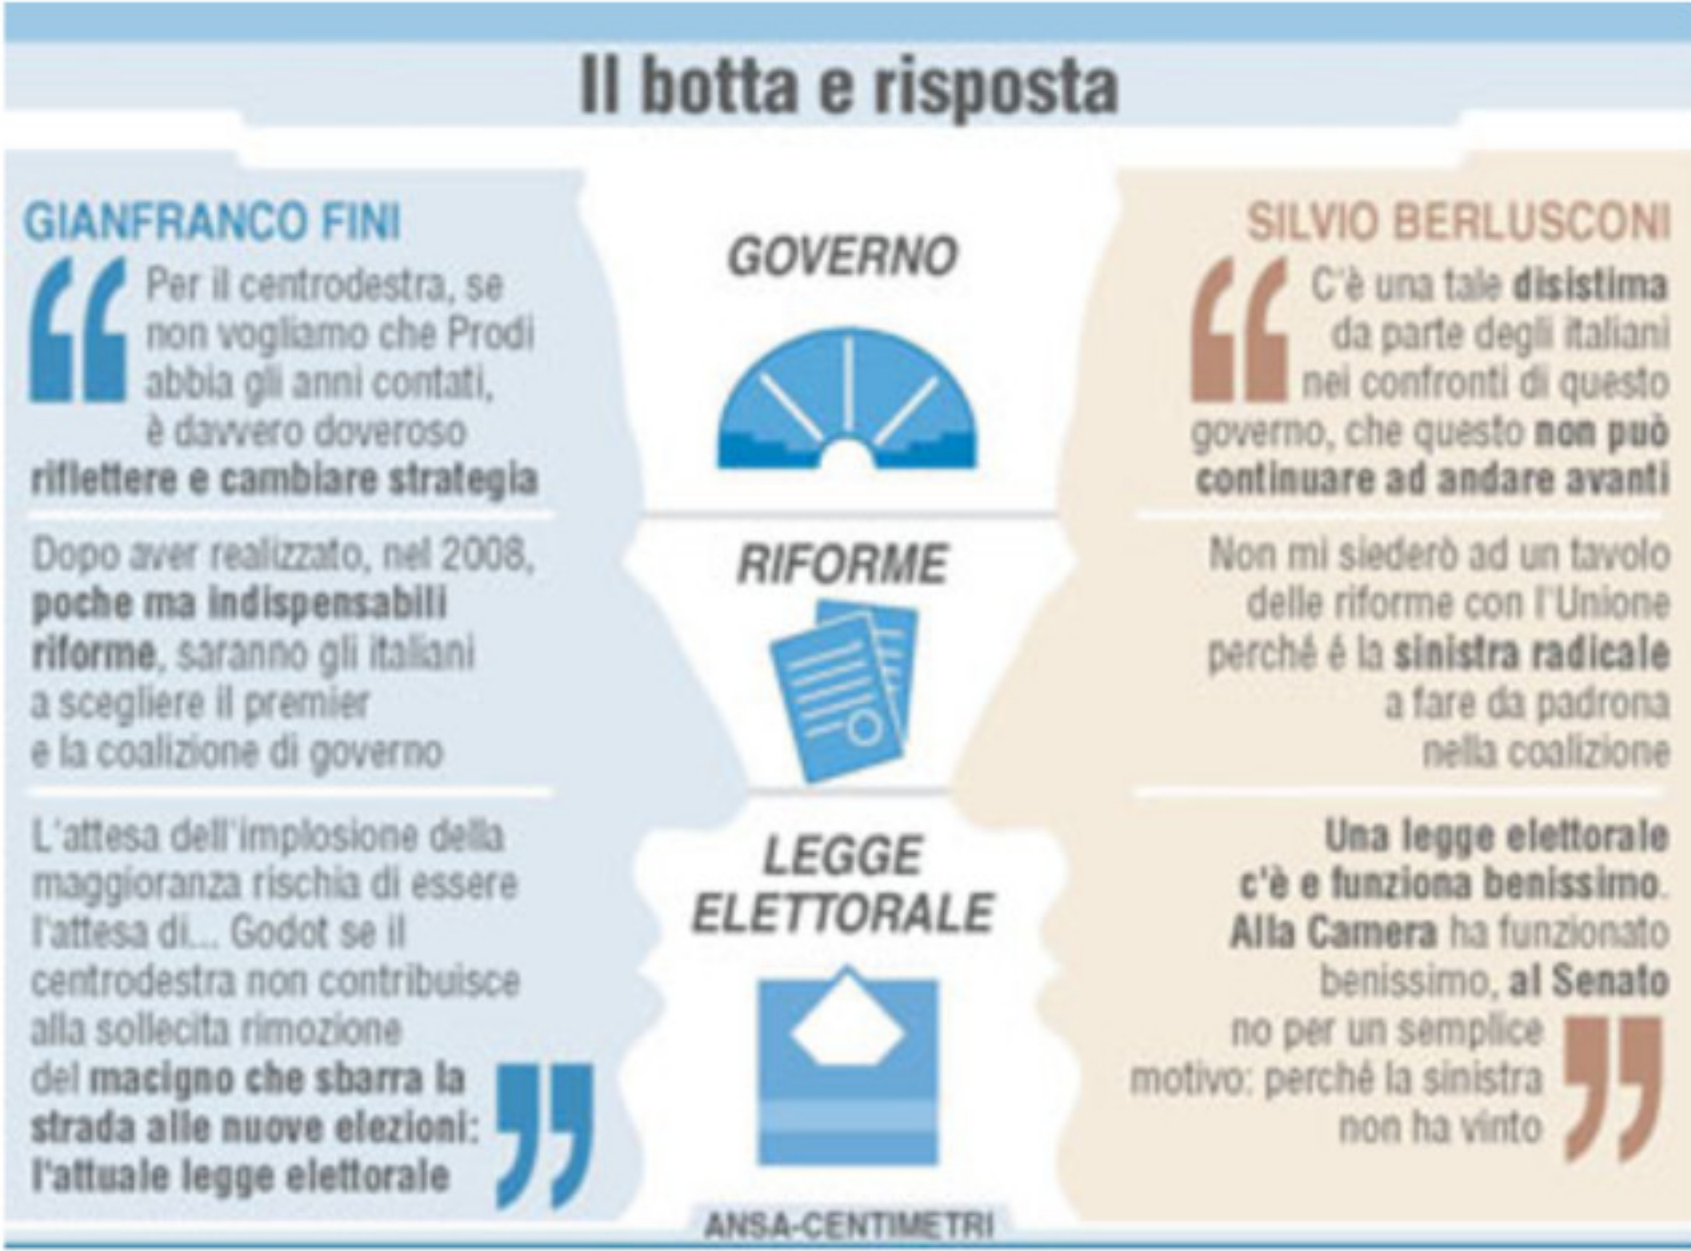 Il botta e risposta
GIANFRANCO FINI
“ Per il centrodestra, se
non vogliamo che Prodi
abbia gli anni contati,
è davvero doveroso
riflettere e cambiare strategia
Dopo aver realizzato, nel 2008,
poche ma indispensabili
riforme, saranno gli italiani
a scegliere il premier
e la coalizione di governo
L'attesa dell'implosione della
maggioranza rischia di essere
l'attesa di... Godot se il
centrodestra non contribuisce
alla sollecita rimozione
del macigno che sbarra la
strada alle nuove elezioni:
l'attuale legge elettorale ”
GOVERNO
RIFORME
LEGGE
ELETTORALE
SILVIO BERLUSCONI
“ C'è una tale disistima
da parte degli italiani
nei confronti di questo
governo, che questo non può
continuare ad andare avanti
Non mi siederò ad un tavolo
delle riforme con l'Unione
perché é la sinistra radicale
a fare da padrona
nella coalizione
Una legge elettorale
c'è e funziona benissimo.
Alla Camera ha funzionato
benissimo, al Senato
no per un semplice
motivo: perché la sinistra
non ha vinto ”
ANSA-CENTIMETRI